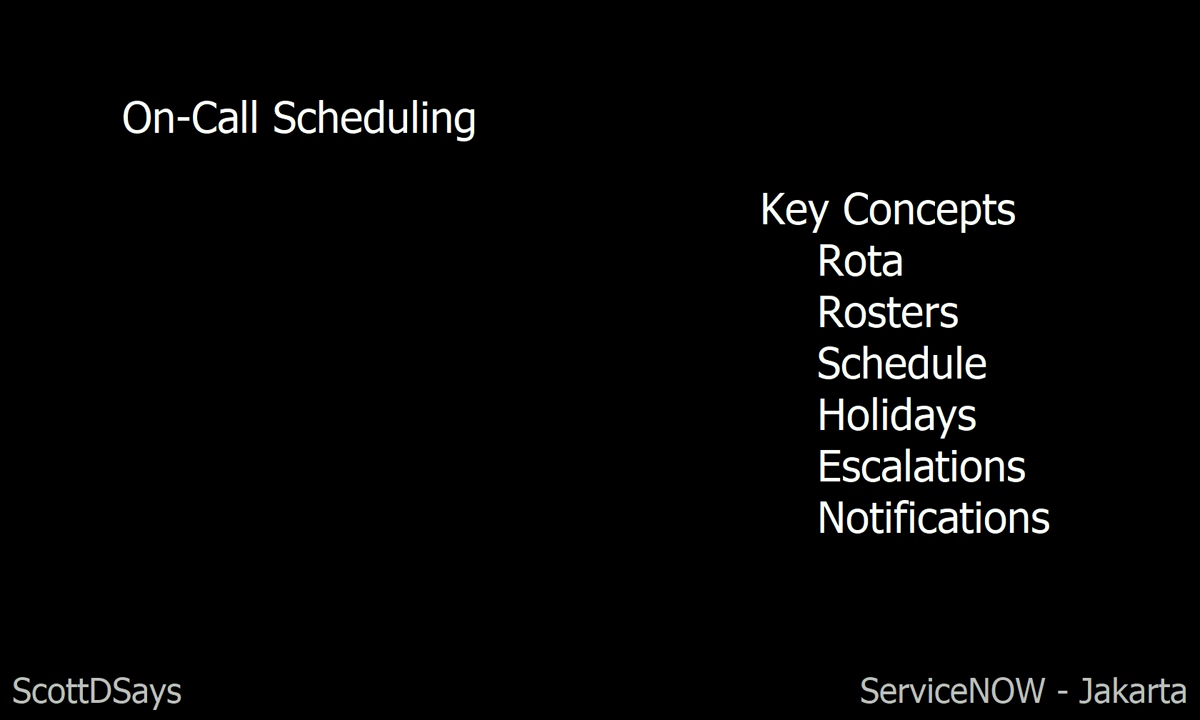 On-Call Scheduling
Key Concepts
Rota
Rosters
Schedule
Holidays
Escalations
Notifications
ScottDSays
ServiceNOW - Jakarta